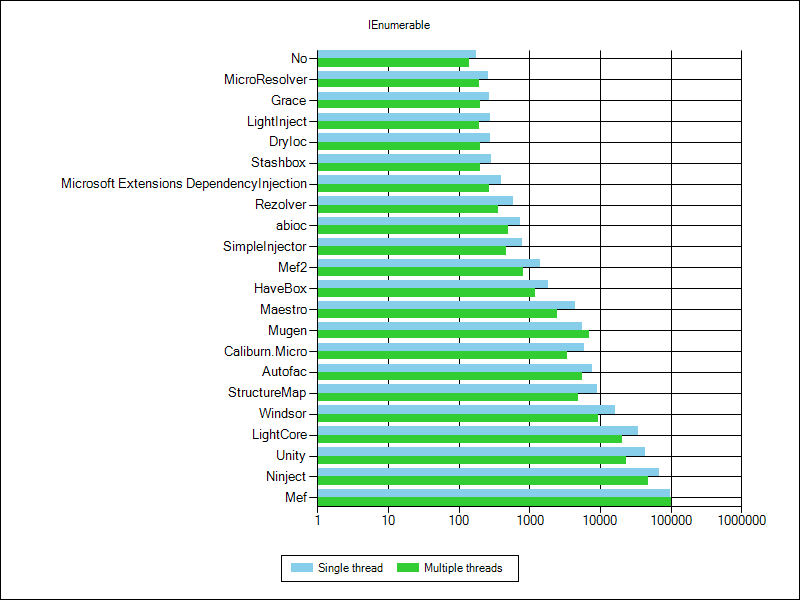 IEnumerable
No
MicroResolver
Grace
LightInject
DryIoc
Stashbox
Microsoft Extensions DependencyInjection
Rezolver
abioc
SimpleInjector
Mef2
HaveBox
Maestro
Mugen
Caliburn.Micro
Autofac
StructureMap
Windsor
LightCore
Unity
Ninject
Mef
1 10 100 1000 10000 100000 1000000
Single thread Multiple threads